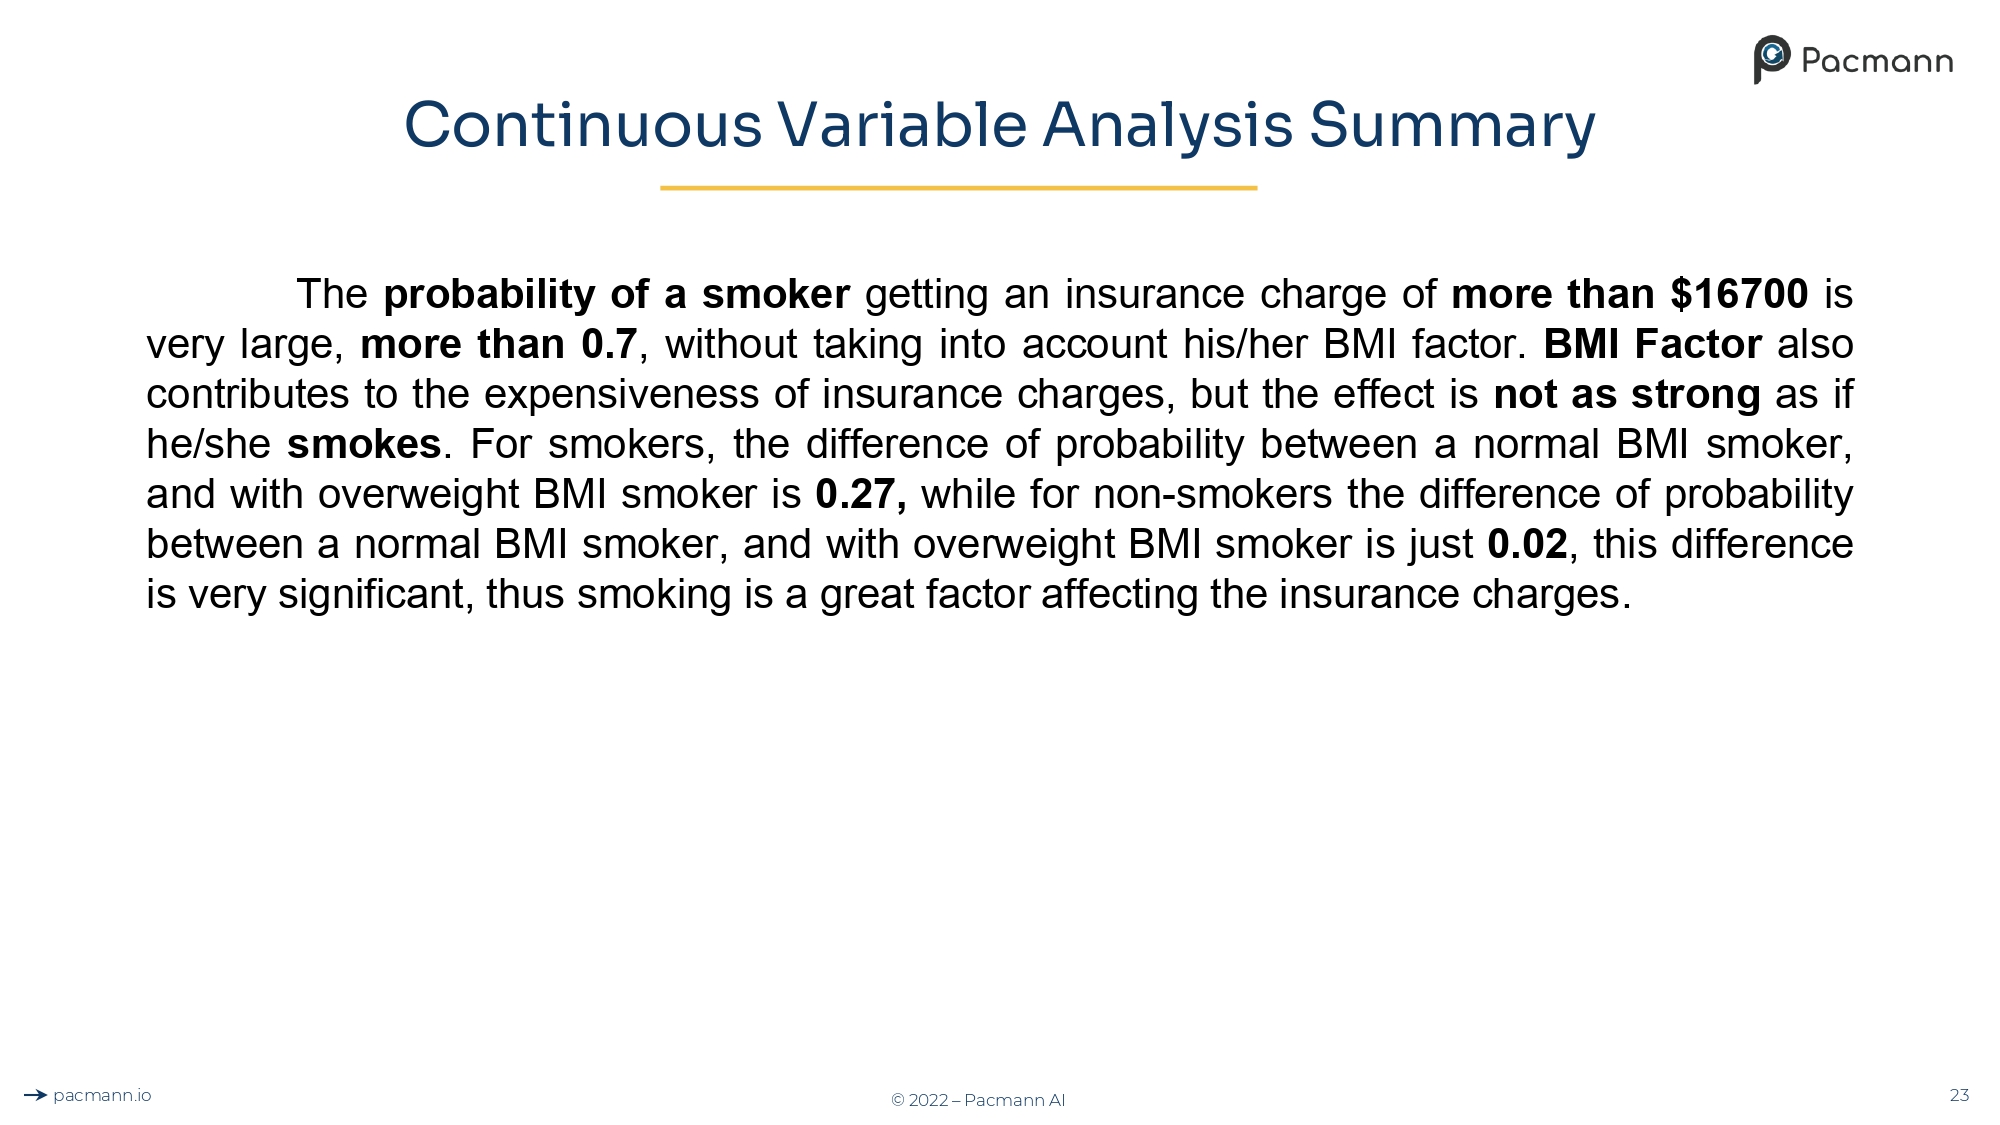 Pacmann
Continuous Variable Analysis Summary
The probability of a smoker getting an insurance charge of more than $16700 is
very large, more than 0.7, without taking into account his/her BMI factor. BMI Factor also
contributes to the expensiveness of insurance charges, but the effect is not as strong as if
he/she smokes. For smokers, the difference of probability between a normal BMI smoker,
and with overweight BMI smoker is 0.27, while for non-smokers the difference of probability
between a normal BMI smoker, and with overweight BMI smoker is just 0.02, this difference
is very significant, thus smoking is a great factor affecting the insurance charges.
pacmann.io
© 2022 – Pacmann AI
23